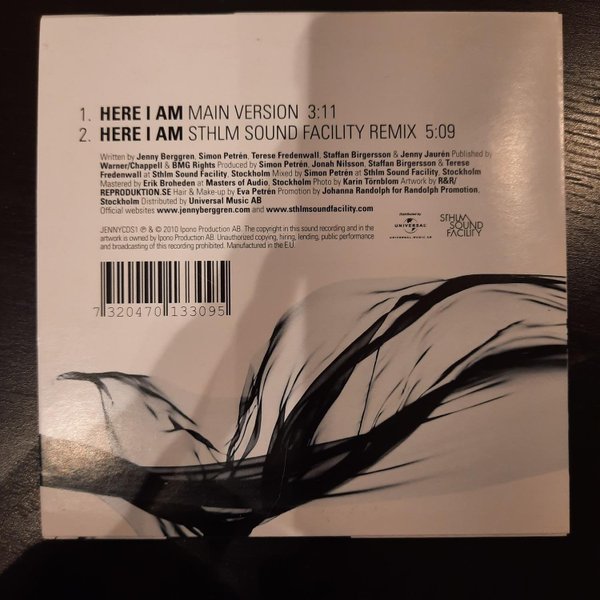 1. HERE I AM MAIN VERSION 3:11
2. HERE I AM STHLM SOUND FACILITY REMIX 5:09
Written by Jenny Berggren, Simon Petrén, Terese Fredenwall, Staffan Birgersson & Jenny Jaurén Published by
Warner/Chappell & BMG Rights Produced by Simon Petrén, Jonah Nilsson, Staffan Birgersson & Terese
Fredenwall at Sthlm Sound Facility, Stockholm Mixed by Simon Petrén at Sthlm Sound Facility, Stockholm
Mastered by Erik Broheden at Masters of Audio, Stockholm Photo by Karin Törnblom Artwork by R&R/
REPRODUCTION.SE Hair & Make-up by Eva Petrén Promotion by Johanna Randolph for Randolph Promotion,
Stockholm Distributed by Universal Music AB
Official websites www.jennyberggren.com and www.sthlmsoundfacility.com
JENNYCDS1 ℗ & © 2010 Ipono Production AB. The copyright in this sound recording and in the
artwork is owned by Ipono Production AB. Unauthorized copying, hiring, lending, public performance
and broadcasting of this recording prohibited. Manufactured in the E.U.
Distributed by
UNIVERSAL
UNIVERSAL MUSIC AB
STHLM
SOUND
FACILITY
7 320470 133095